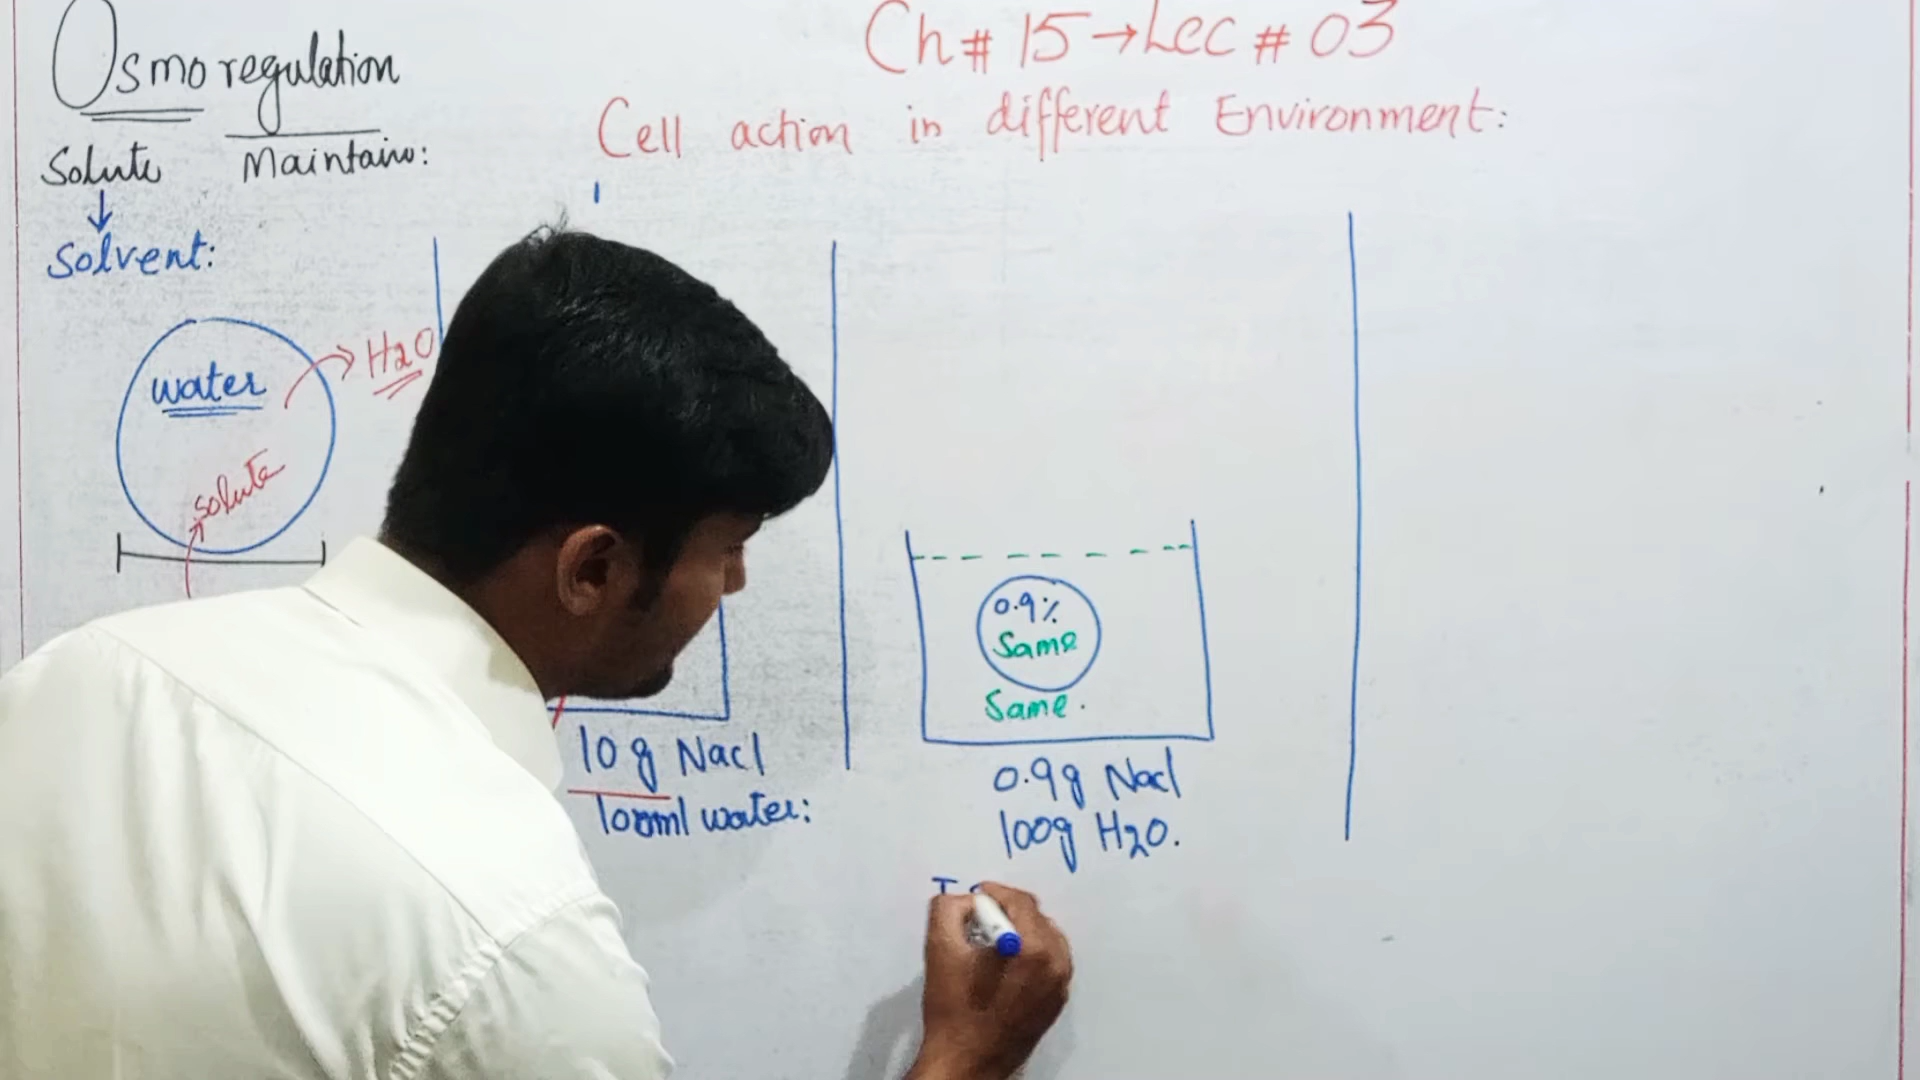 Osmoregulation
Solute Maintain:
Solvent:
Ch# 15→Lec # 03
Cell action in different Environment:
water
H2O
solute
10 g Nacl
100ml water:
0.9%
Same
Same.
0.9g Nacl
100g H2O.